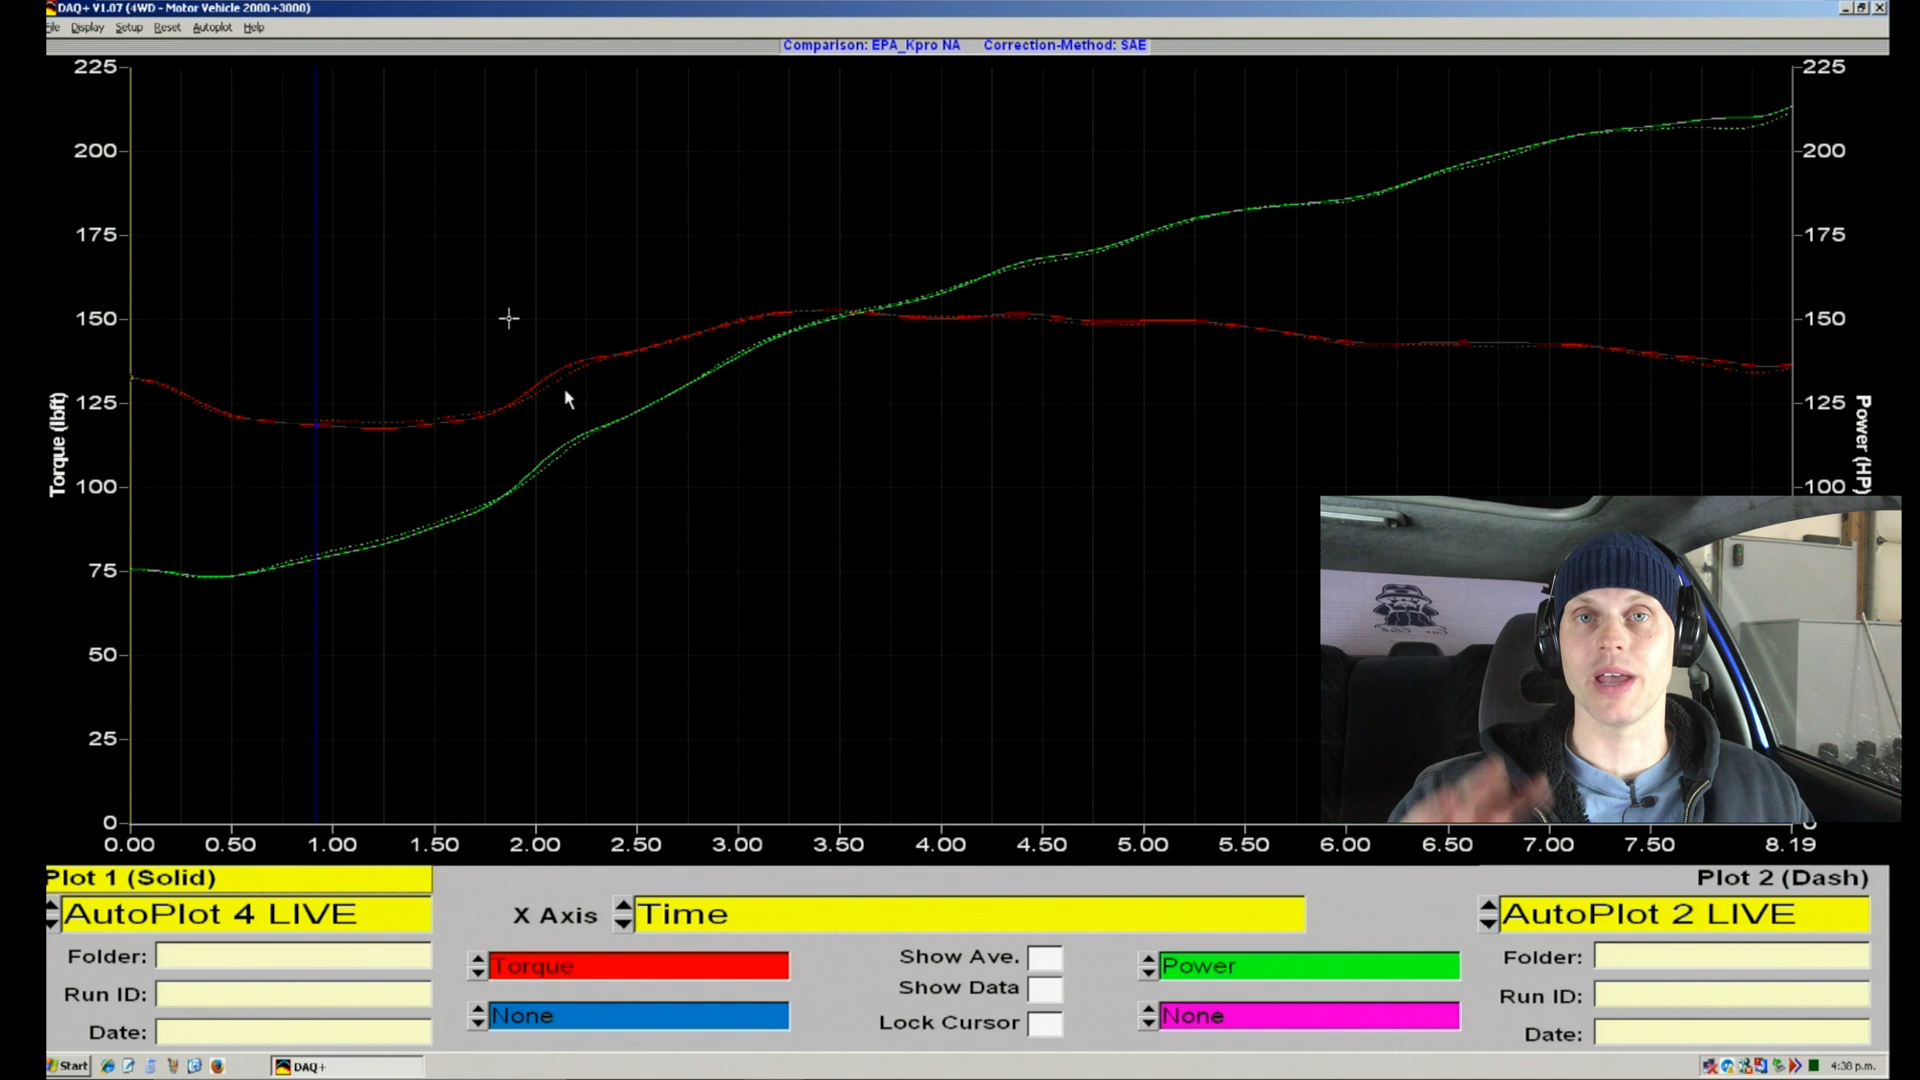 DAQ+ V1.07 (4WD - Motor Vehicle 2000+3000)
File Display Setup Reset Autoplot Help
Comparison: EPA_Kpro NA Correction-Method: SAE
225 225
200 200
175 175
150 150
125 125
100 100
75
50
25
0
Torque (lbft)
Power (HP)
0.00 0.50 1.00 1.50 2.00 2.50 3.00 3.50 4.00 4.50 5.00 5.50 6.00 6.50 7.00 7.50 8.19
Plot 1 (Solid) Plot 2 (Dash)
AutoPlot 4 LIVE X Axis Time AutoPlot 2 LIVE
Folder: Torque Show Ave. Power Folder:
Run ID: Show Data Run ID:
Date: None Lock Cursor None Date:
Start DAQ+ 4:38 p.m.